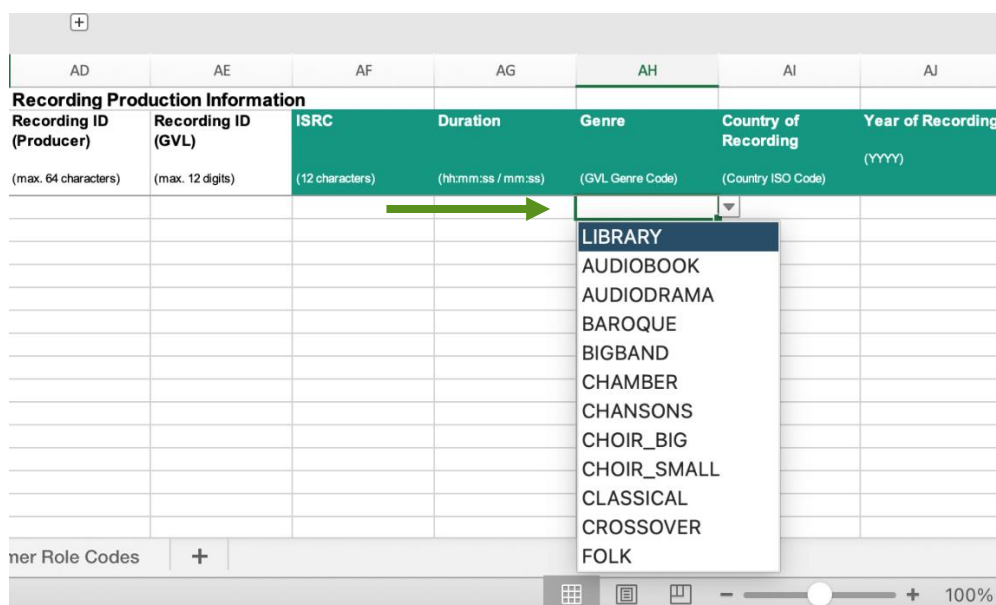 AD AE AF AG AH AI AJ
Recording Production Information
Recording ID (Producer)
(max. 64 characters)
Recording ID (GVL)
(max. 12 digits)
ISRC
(12 characters)
Duration
(hh:mm:ss / mm:ss)
Genre
(GVL Genre Code)
Country of Recording
(Country ISO Code)
Year of Recording
(YYYY)
LIBRARY
AUDIOBOOK
AUDIODRAMA
BAROQUE
BIGBAND
CHAMBER
CHANSONS
CHOIR_BIG
CHOIR_SMALL
CLASSICAL
CROSSOVER
FOLK
Role Codes
100%